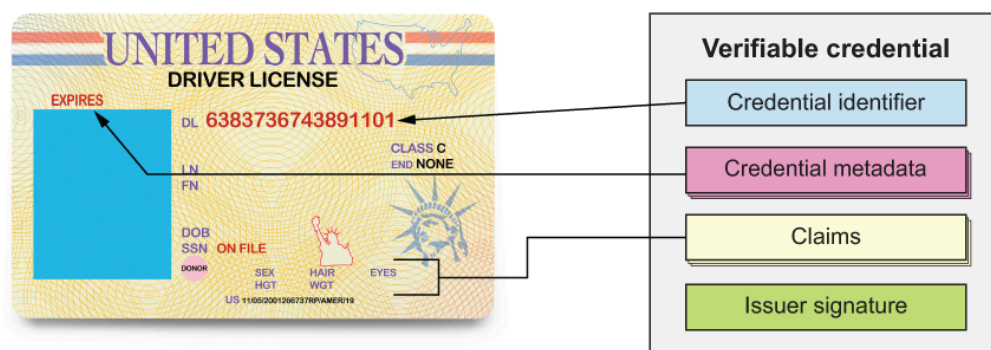 UNITED STATES
DRIVER LICENSE
EXPIRES
DL 6383736743891101
CLASS C
END NONE
LN
FN
DOB
SSN ON FILE
DONOR
SEX HAIR EYES
HGT WGT
US 11/05/2001266737RP/AMER/19
Verifiable credential
Credential identifier
Credential metadata
Claims
Issuer signature